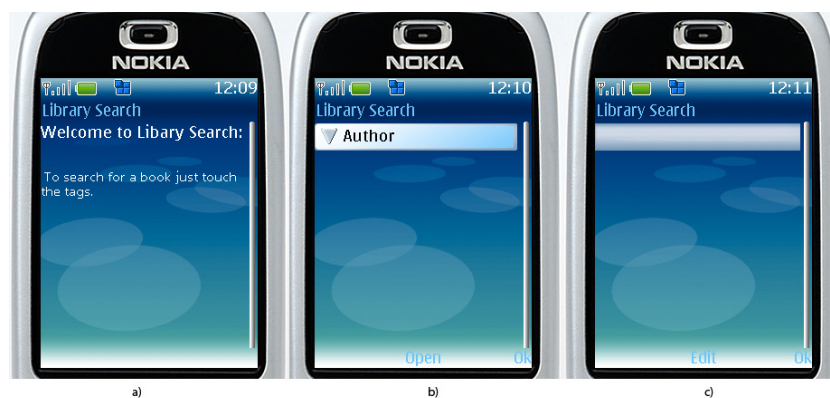 NOKIA
12:09
Library Search
Welcome to Libary Search:
To search for a book just touch
the tags.
a)
NOKIA
12:10
Library Search
Author
Open Ok
b)
NOKIA
12:11
Library Search
Edit Ok
c)